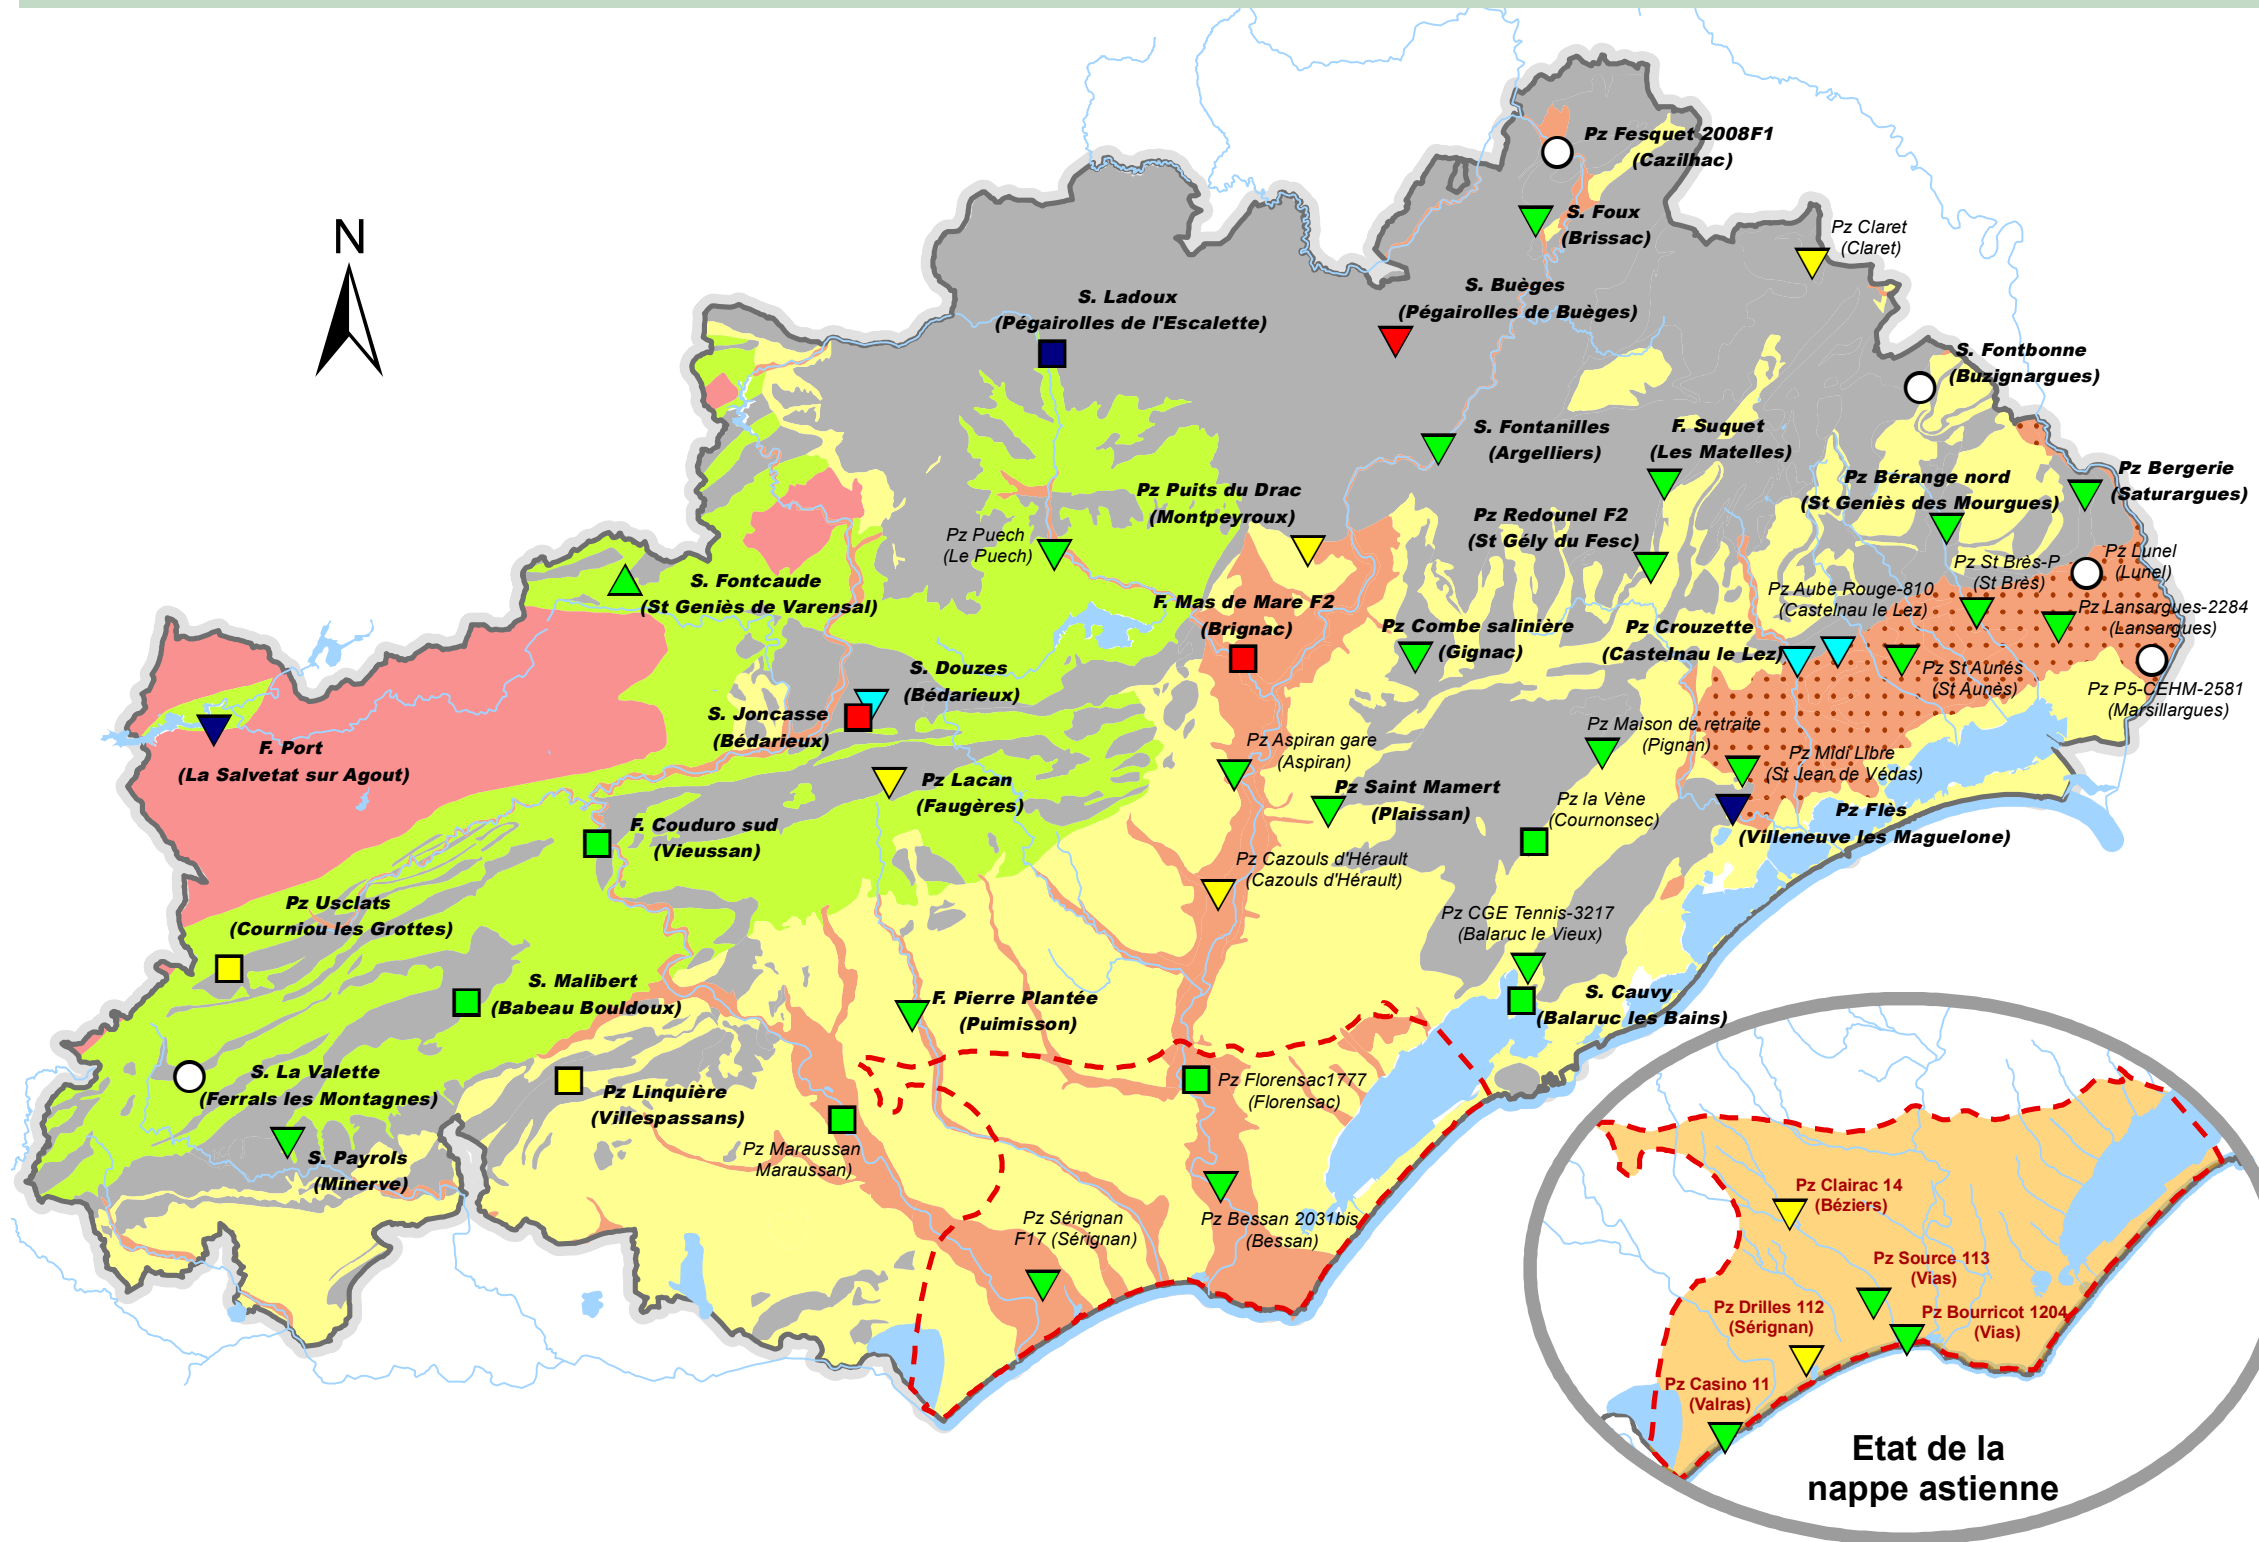 N
Pz Fesquet 2008F1
(Cazilhac)
S. Foux
(Brissac)
Pz Claret
(Claret)
S. Buèges
(Pégairolles de Buèges)
S. Ladoux
(Pégairolles de l'Escalette)
S. Fontbonne
(Buzignargues)
S. Fontanilles
(Argelliers)
F. Suquet
(Les Matelles)
Pz Bergerie
(Saturargues)
Pz Bérange nord
(St Geniès des Mourgues)
Pz Puits du Drac
(Montpeyroux)
Pz Redounel F2
(St Gély du Fesc)
Pz Puech
(Le Puech)
Pz Lunel
(Lunel)
Pz St Brès-P
(St Brès)
S. Fontcaude
(St Geniès de Varensal)
Pz Aube Rouge-810
(Castelnau le Lez)
F. Mas de Mare F2
(Brignac)
Pz Lansargues-2284
(Lansargues)
Pz Combe salinière
(Gignac)
Pz Crouzette
(Castelnau le Lez)
S. Douzes
(Bédarieux)
Pz St Aunés
(St Aunès)
Pz P5-CEHM-2581
(Marsillargues)
S. Joncasse
(Bédarieux)
Pz Maison de retraite
(Pignan)
F. Port
(La Salvetat sur Agout)
Pz Aspiran gare
(Aspiran)
Pz Midi Libre
(St Jean de Védas)
Pz Lacan
(Faugères)
Pz Saint Mamert
(Plaissan)
Pz la Vène
(Cournonsec)
Pz Flès
(Villeneuve les Maguelone)
F. Couduro sud
(Vieussan)
Pz Cazouls d'Hérault
(Cazouls d'Hérault)
Pz Usclats
(Courniou les Grottes)
Pz CGE Tennis-3217
(Balaruc le Vieux)
S. Malibert
(Babeau Bouldoux)
F. Pierre Plantée
(Puimisson)
S. Cauvy
(Balaruc les Bains)
S. La Valette
(Ferrals les Montagnes)
Pz Linquière
(Villespassans)
Pz Florensac1777
(Florensac)
Pz Maraussan
Maraussan)
S. Payrols
(Minerve)
Pz Sérignan
F17 (Sérignan)
Pz Bessan 2031bis
(Bessan)
Pz Clairac 14
(Béziers)
Pz Source 113
(Vias)
Pz Drilles 112
(Sérignan)
Pz Bourricot 1204
(Vias)
Pz Casino 11
(Valras)
Etat de la
nappe astienne